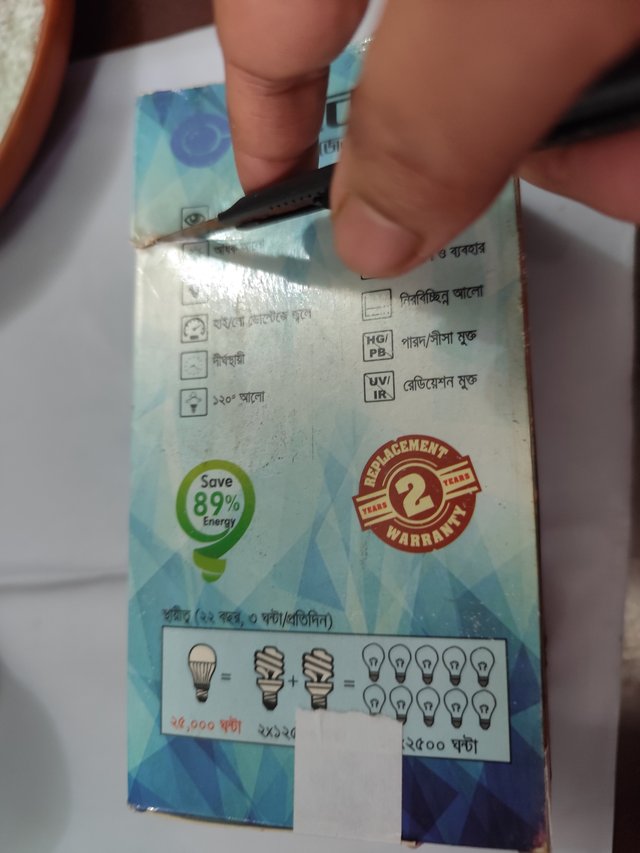 ও ব্যবহার
নিরবিচ্ছিন্ন আলো
হাই/লো ভোল্টেজে জ্বলে
HG/
PB
পারদ/সীসা মুক্ত
দীর্ঘস্থায়ী
UV/
IR
রেডিয়েশন মুক্ত
১২০° আলো
Save
89%
Energy
REPLACEMENT
2
YEARS
YEARS
WARRANTY
স্থায়িত্ব (২২ বছর, ৩ ঘন্টা/প্রতিদিন)
= + =
২৫,০০০ ঘন্টা
২x১২৫
২৫০০ ঘন্টা